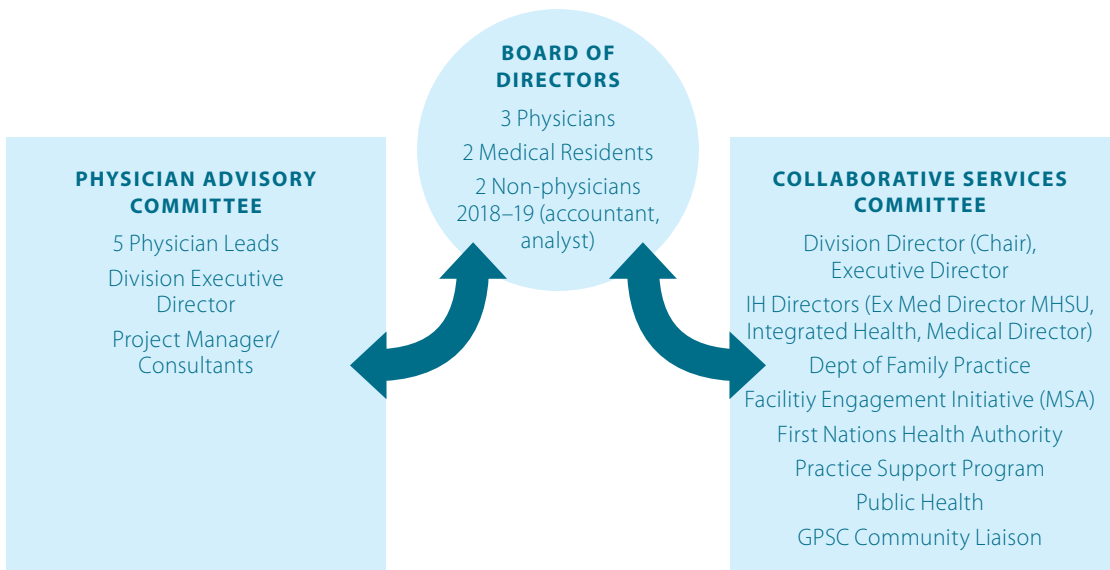 BOARD OF
DIRECTORS
3 Physicians
2 Medical Residents
2 Non-physicians
2018–19 (accountant,
analyst)
PHYSICIAN ADVISORY
COMMITTEE
5 Physician Leads
Division Executive
Director
Project Manager/
Consultants
COLLABORATIVE SERVICES
COMMITTEE
Division Director (Chair),
Executive Director
IH Directors (Ex Med Director MHSU,
Integrated Health, Medical Director)
Dept of Family Practice
Facilitiy Engagement Initiative (MSA)
First Nations Health Authority
Practice Support Program
Public Health
GPSC Community Liaison